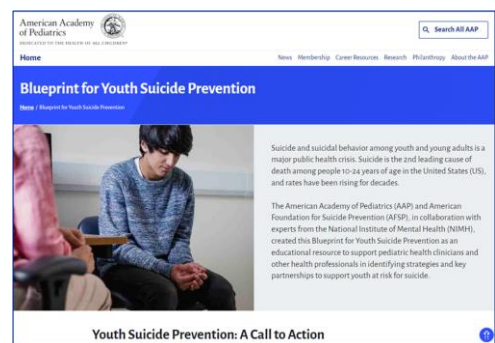 American Academy
of Pediatrics
DEDICATED TO THE HEALTH OF ALL CHILDREN®
Search All AAP
Home
News Membership Career Resources Research Philanthropy About the AAP
Blueprint for Youth Suicide Prevention
Home / Blueprint for Youth Suicide Prevention
Suicide and suicidal behavior among youth and young adults is a
major public health crisis. Suicide is the 2nd leading cause of
death among people 10-24 years of age in the United States (US),
and rates have been rising for decades.
The American Academy of Pediatrics (AAP) and American
Foundation for Suicide Prevention (AFSP), in collaboration with
experts from the National Institute of Mental Health (NIMH),
created this Blueprint for Youth Suicide Prevention as an
educational resource to support pediatric health clinicians and
other health professionals in identifying strategies and key
partnerships to support youth at risk for suicide.
Youth Suicide Prevention: A Call to Action